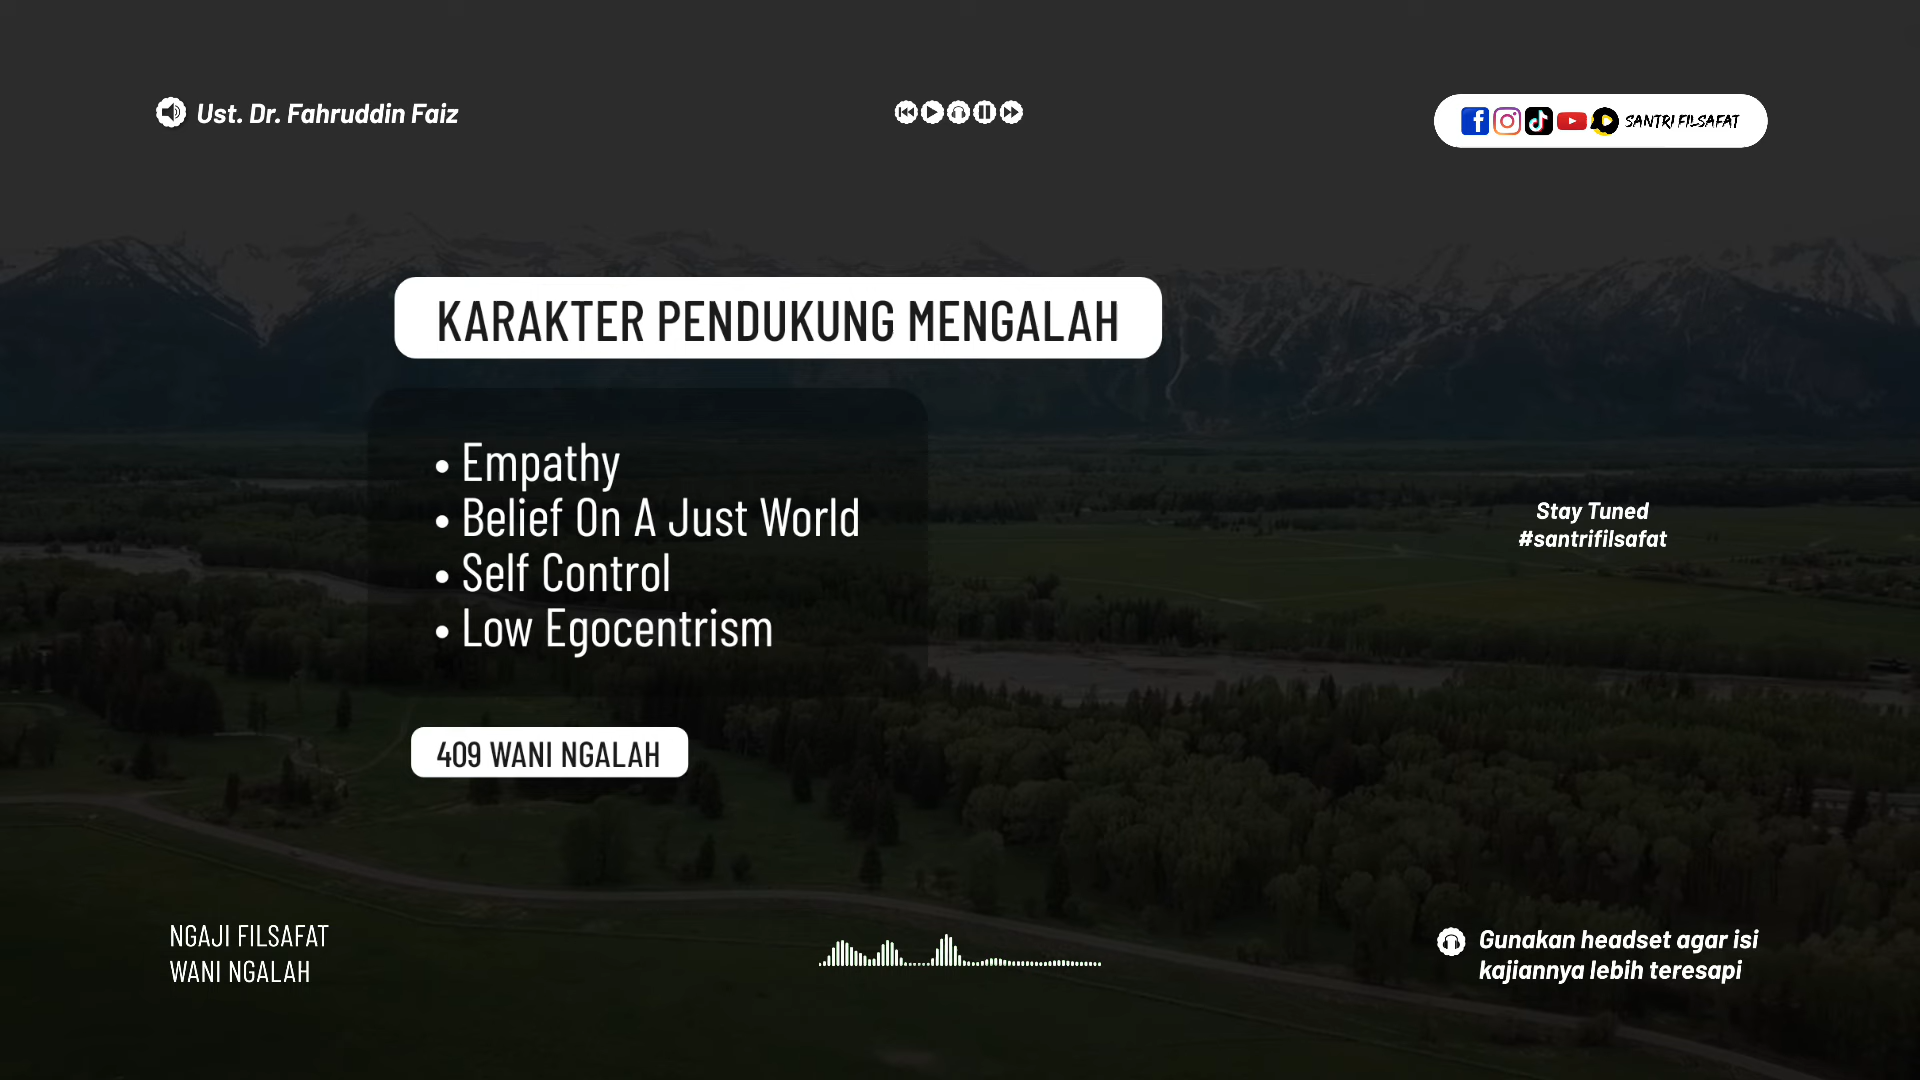 Ust. Dr. Fahruddin Faiz
SANTRI FILSAFAT
KARAKTER PENDUKUNG MENGALAH
• Empathy
• Belief On A Just World
• Self Control
• Low Egocentrism
Stay Tuned
#santrifilsafat
409 WANI NGALAH
NGAJI FILSAFAT
WANI NGALAH
Gunakan headset agar isi
kajiannya lebih teresapi